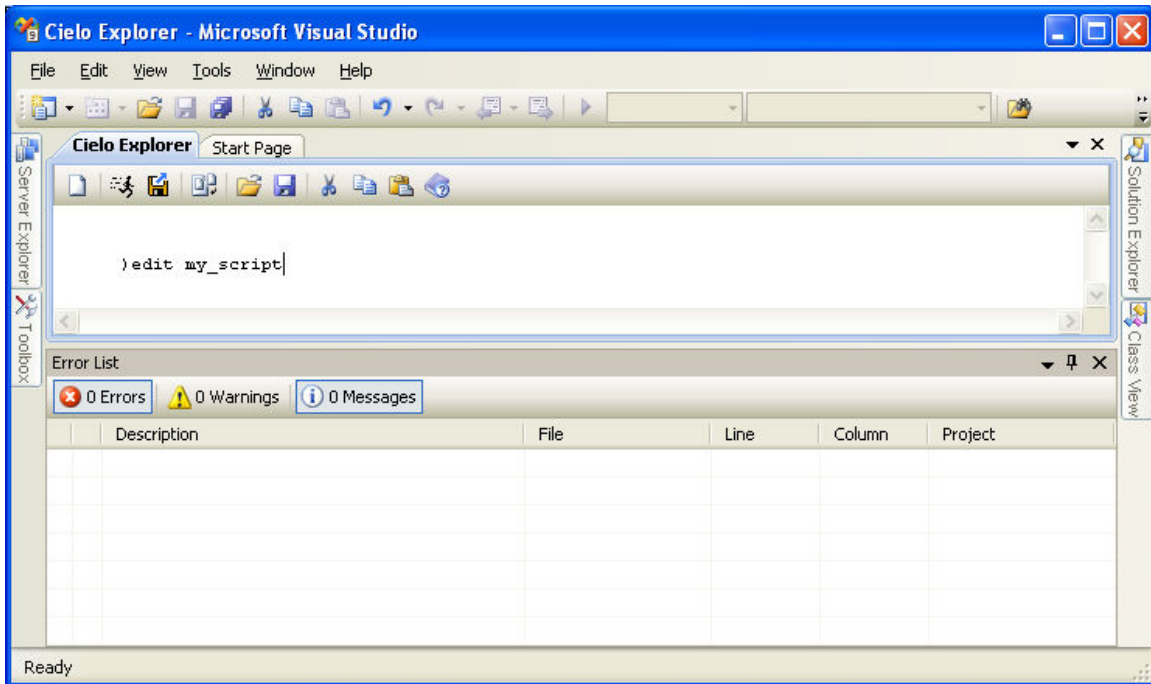 Cielo Explorer - Microsoft Visual Studio
File Edit View Tools Window Help
Cielo Explorer Start Page
Server Explorer
Toolbox
)edit my_script
Solution Explorer
Class View
Error List
0 Errors 0 Warnings 0 Messages
Description File Line Column Project
Ready